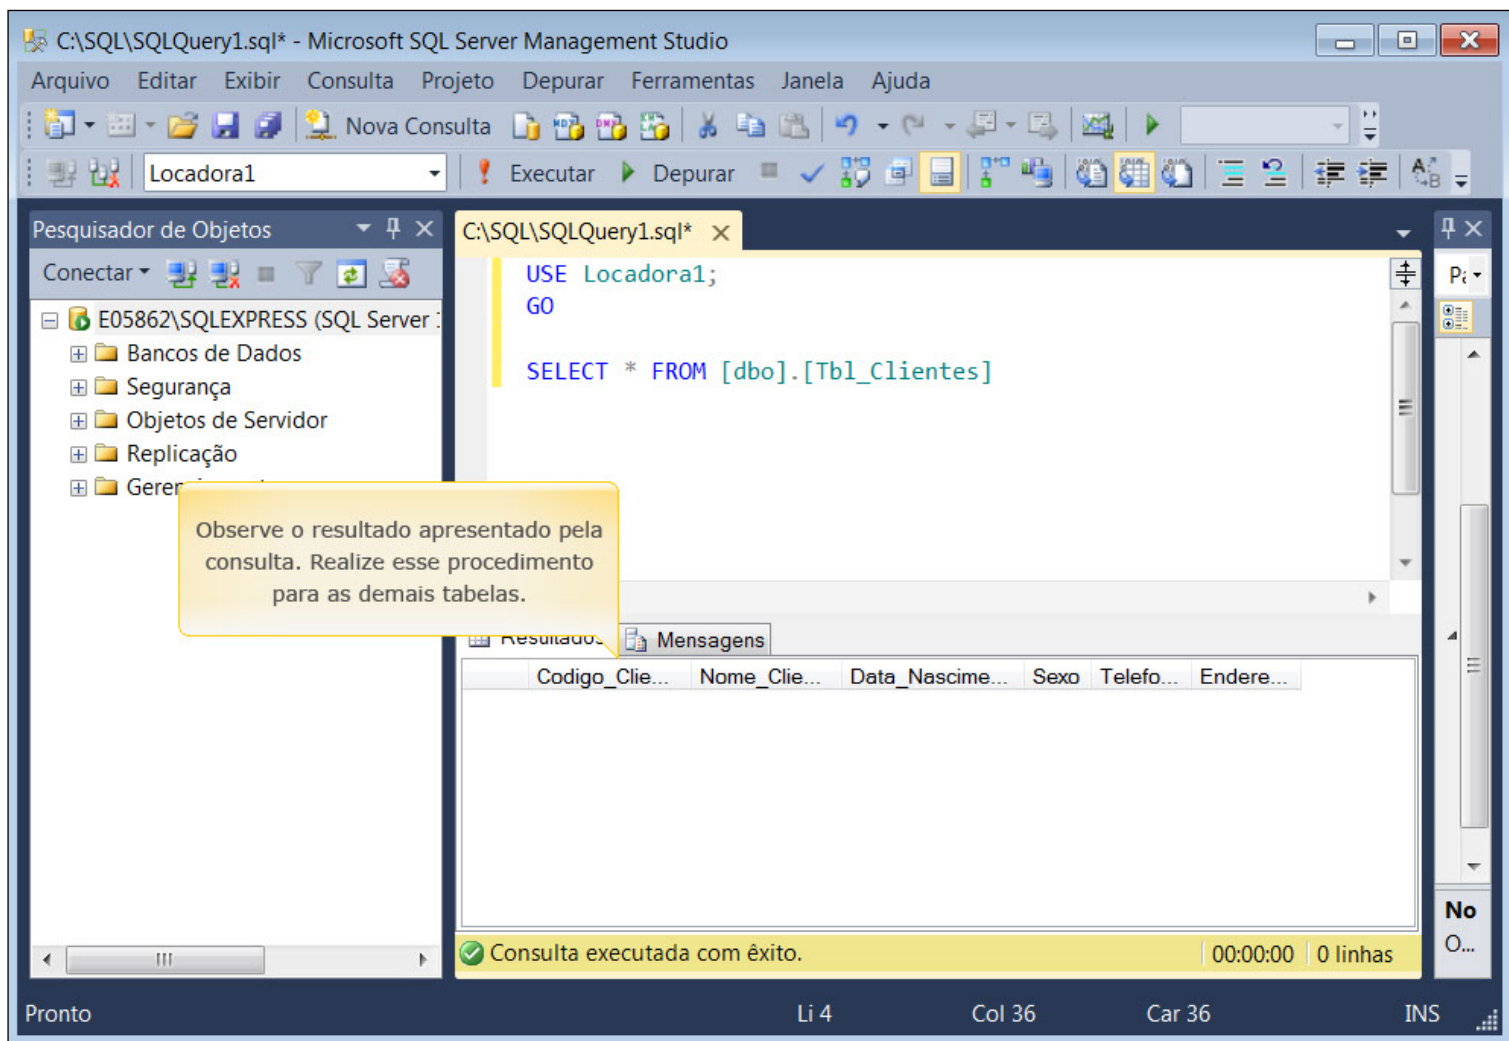 C:\SQL\SQLQuery1.sql* - Microsoft SQL Server Management Studio
Arquivo Editar Exibir Consulta Projeto Depurar Ferramentas Janela Ajuda
Nova Consulta
Locadora1 Executar Depurar
Pesquisador de Objetos
Conectar
E05862\SQLEXPRESS (SQL Server
Bancos de Dados
Segurança
Objetos de Servidor
Replicação
C:\SQL\SQLQuery1.sql*
USE Locadora1;
GO
SELECT * FROM [dbo].[Tbl_Clientes]
Observe o resultado apresentado pela
consulta. Realize esse procedimento
para as demais tabelas.
Resultados Mensagens
Codigo_Clie... Nome_Clie... Data_Nascime... Sexo Telefo... Endere...
Consulta executada com êxito. 00:00:00 0 linhas
No
O...
Pronto Li 4 Col 36 Car 36 INS